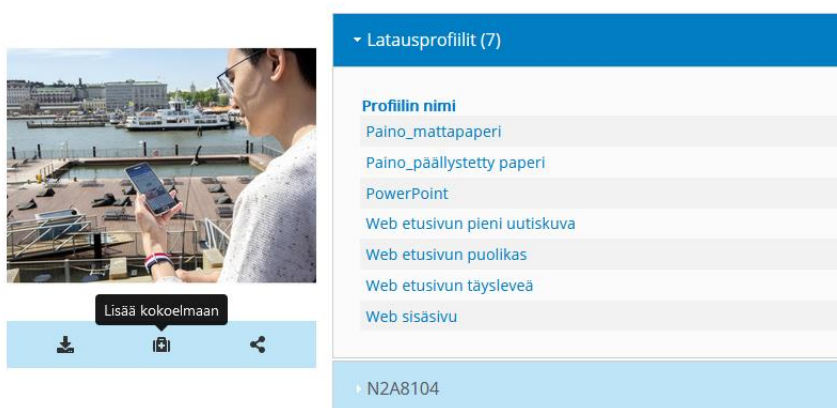 Latausprofiilit (7)
Profiilin nimi
Paino_mattapaperi
Paino_päällystetty paperi
PowerPoint
Web etusivun pieni uutiskuva
Web etusivun puolikas
Web etusivun täysleveä
Web sisäsivu
Lisää kokoelmaan
N2A8104